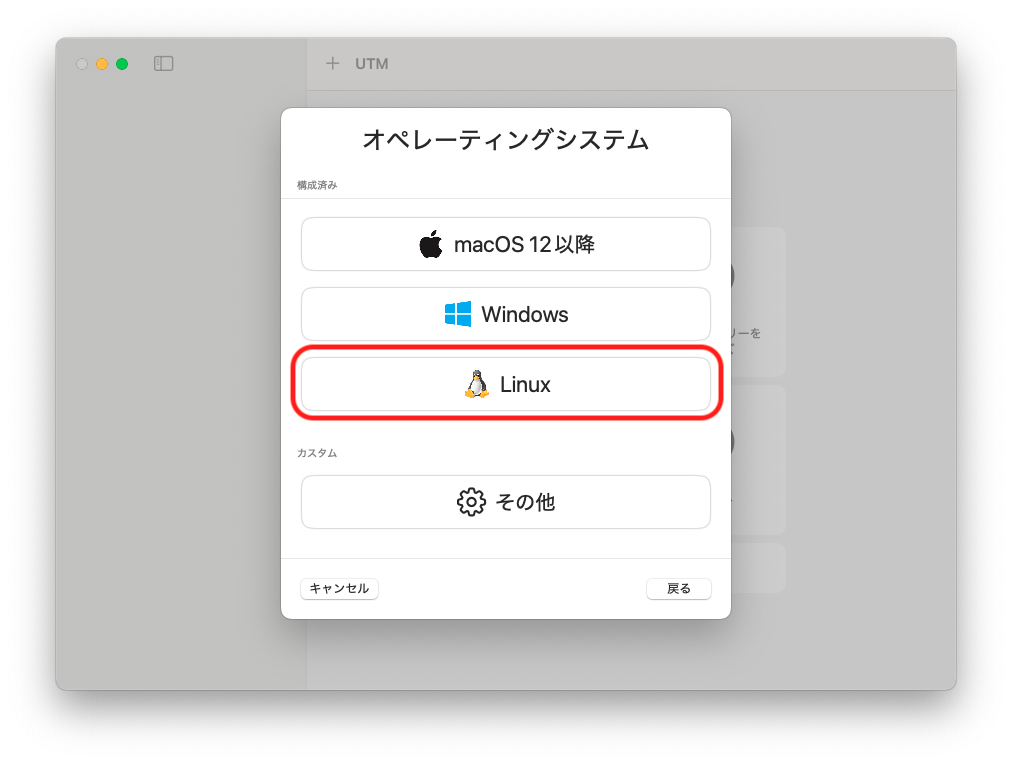 UTM
オペレーティングシステム
構成済み
macOS 12以降
Windows
Linux
カスタム
その他
キャンセル
戻る
リーを